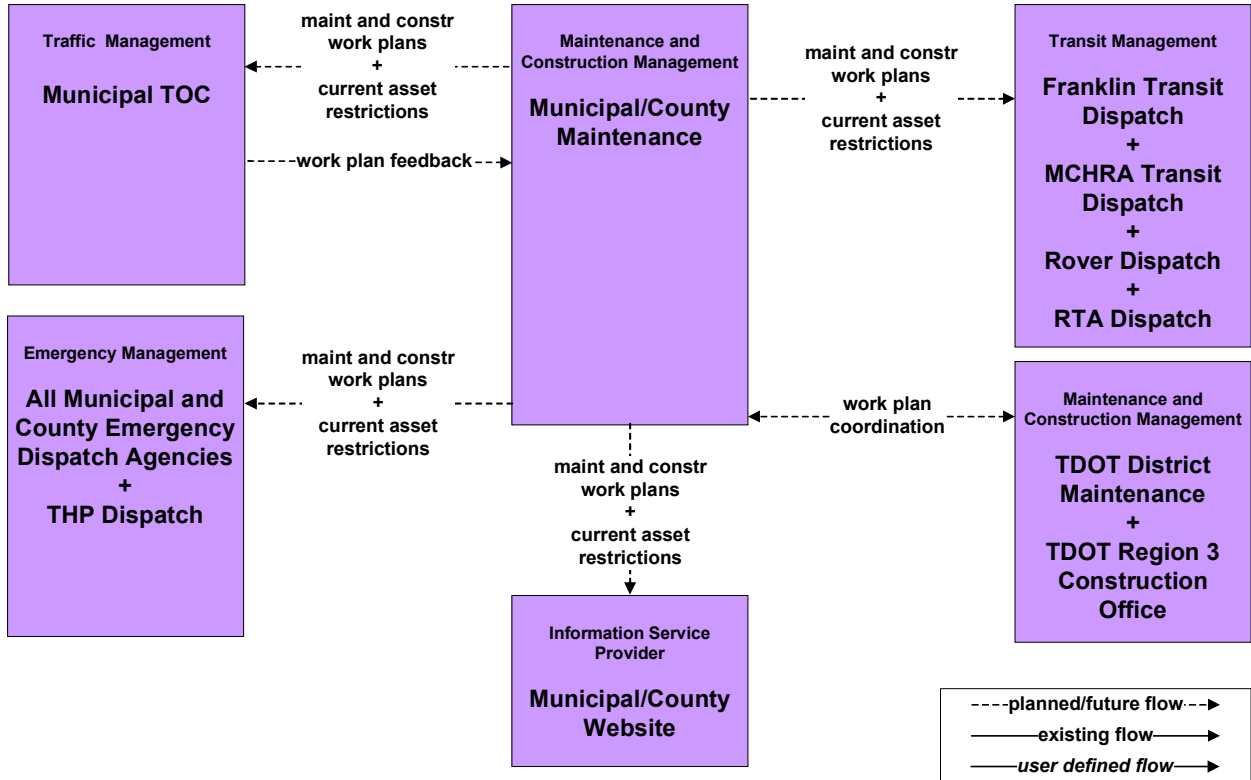 Traffic Management
Municipal TOC
maint and constr
work plans
+
current asset
restrictions
work plan feedback
Maintenance and
Construction Management
Municipal/County
Maintenance
maint and constr
work plans
+
current asset
restrictions
Transit Management
Franklin Transit
Dispatch
+
MCHRA Transit
Dispatch
+
Rover Dispatch
+
RTA Dispatch
Emergency Management
All Municipal and
County Emergency
Dispatch Agencies
+
THP Dispatch
maint and constr
work plans
+
current asset
restrictions
work plan
coordination
Maintenance and
Construction Management
TDOT District
Maintenance
+
TDOT Region 3
Construction
Office
maint and constr
work plans
+
current asset
restrictions
Information Service
Provider
Municipal/County
Website
planned/future flow
existing flow
user defined flow